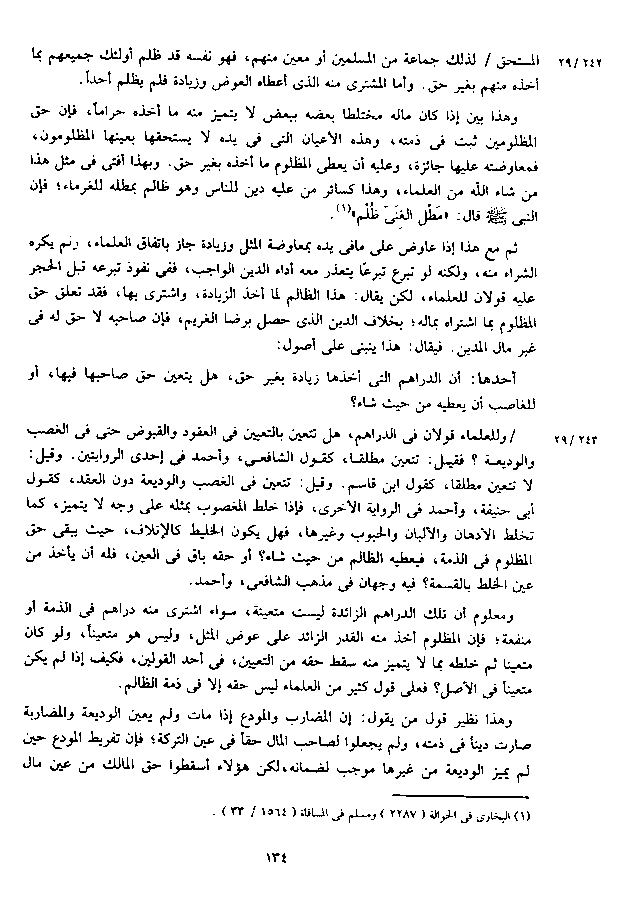 ٢٩/٢٤٢ المستحق / لذلك جماعة من المسلمين أو معين منهم، فهو نفسه قد ظلم أولئك جميعهم بما
أخذه منهم بغير حق. وأما المشترى منه الذى أعطاه العوض وزيادة فلم يظلم أحداً.
وهذا بين إذا كان ماله مختلطا بعضه ببعض لا يتميز منه ما أخذه حراماً، فإن حق
المظلومين ثبت فى ذمته، وهذه الأعيان التى فى يده لا يستحقها بعينها المظلومون،
فمعاوضته عليها جائزة، وعليه أن يعطى المظلوم ما أخذه بغير حق. وبهذا أفتى فى مثل هذا
من شاء الله من العلماء، وهذا كسائر من عليه دين للناس وهو ظالم بمطله للغرماء؛ فإن
النبى ﷺ قال: «مَطْل الغَنىّ ظُلْم»(١).
ثم مع هذا إذا عاوض على مافى يده بمعاوضة المثل وزيادة جاز باتفاق العلماء، ولم يكره
الشراء منه، ولكنه لو تبرع تبرعًا يتعذر معه أداء الدين الواجب، ففى نفوذ تبرعه قبل الحجر
عليه قولان للعلماء، لكن يقال: هذا الظالم لما أخذ الزيادة، واشترى بها، فقد تعلق حق
المظلوم بما اشتراه بماله؛ بخلاف الدين الذى حصل برضا الغريم، فإن صاحبه لا حق له فى
غير مال المدين. فيقال: هذا ينبنى على أصول:
أحدها: أن الدراهم التى أخذها زيادة بغير حق، هل يتعين حق صاحبها فيها، أو
للغاصب أن يعطيه من حيث شاء؟
٢٩/٢٤٣ / وللعلماء قولان فى الدراهم، هل تتعين بالتعيين فى العقود والقبوض حتى فى الغصب
والوديعة ؟ فقيل: تتعين مطلقا، كقول الشافعى، وأحمد فى إحدى الروايتين. وقيل:
لا تتعين مطلقا، كقول ابن قاسم. وقيل: تتعين فى الغصب والوديعة دون العقد، كقول
أبى حنيفة، وأحمد فى الرواية الأخرى، فإذا خلط المغصوب بمثله على وجه لا يتميز، كما
تخلط الأدهان والألبان والحبوب وغيرها، فهل يكون الخليط كالإتلاف، حيث يبقى حق
المظلوم فى الذمة، فيعطيه الظالم من حيث شاء؟ أو حقه باق فى العين، فله أن يأخذ من
عين الخلط بالقسمة؟ فيه وجهان فى مذهب الشافعى، وأحمد.
ومعلوم أن تلك الدراهم الزائدة ليست متعينة، سواء اشترى منه دراهم فى الذمة أو
منفعة؛ فإن المظلوم أخذ منه القدر الزائد على عوض المثل، وليس هو متعيناً، ولو كان
متعينا ثم خلطه بما لا يتميز منه سقط حقه من التعيين، فى أحد القولين، فكيف إذا لم يكن
متعيناً فى الأصل؟ فعلى قول كثير من العلماء ليس حقه إلا فى ذمة الظالم.
وهذا نظير قول من يقول: إن المضارب والمودع إذا مات ولم يعين الوديعة والمضاربة
صارت ديناً فى ذمته، ولم يجعلوا لصاحب المال حقاً فى عين التركة؛ فإن تفريط المودع حين
لم يميز الوديعة من غيرها موجب لضمانه،لكن هؤلاء أسقطوا حق المالك من عين مال
(١) البخارى فى الحوالة ( ٢٢٨٧ ) ومسلم فى المساقاة ( ١٥٦٤ / ٣٣ ) .
١٣٤